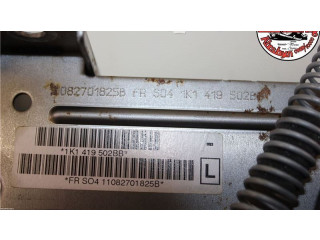 11082701825B FR SO4 1K1 419 502BB
*1K1 419 502BB*
L
*FR SO4 11082701825B*